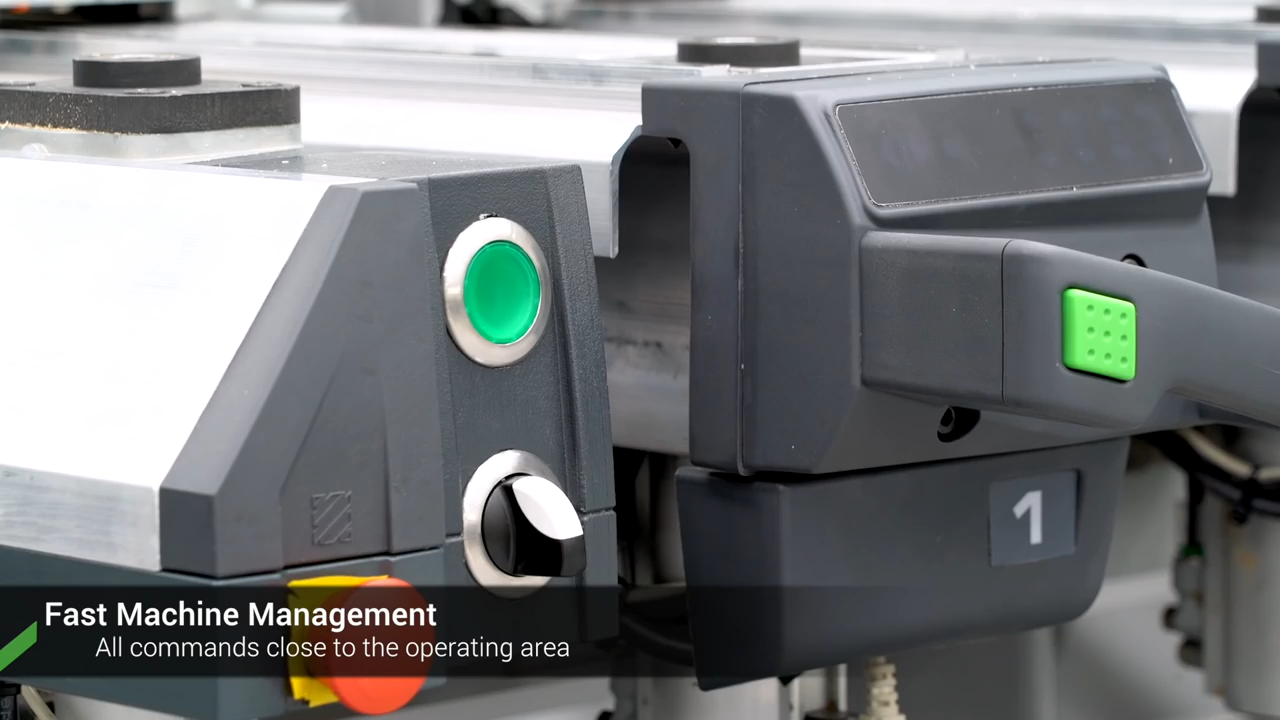 1
Fast Machine Management
All commands close to the operating area